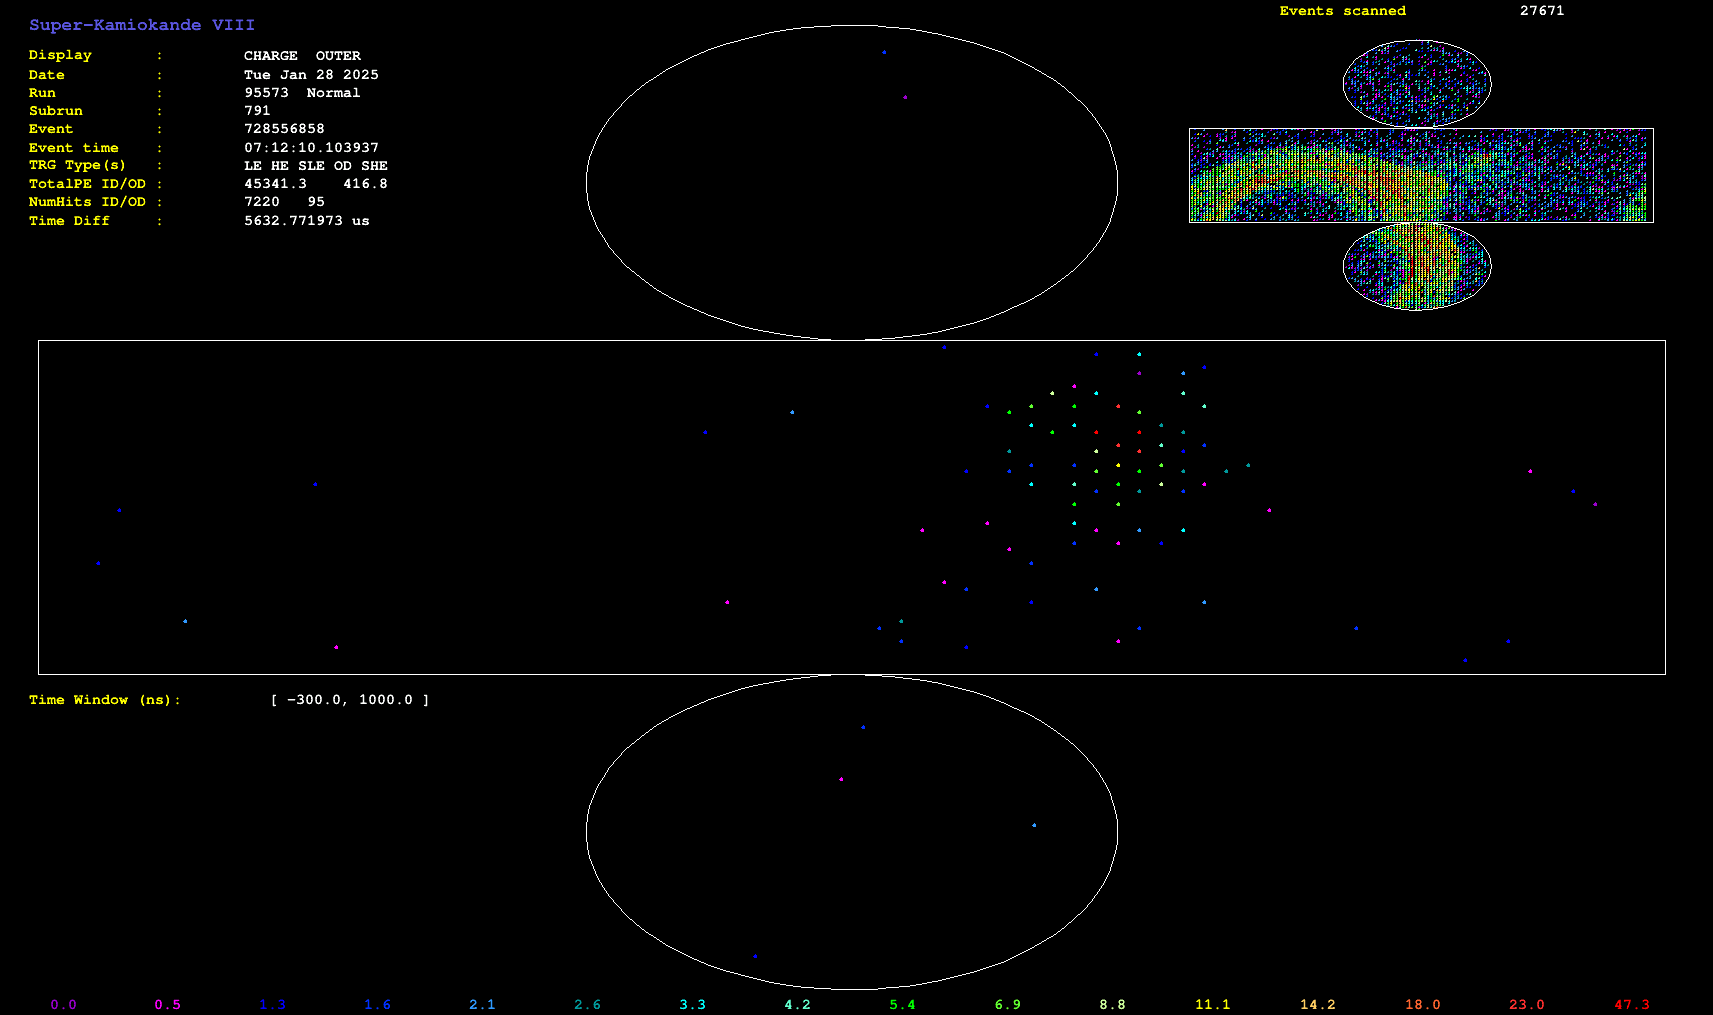 Super-Kamiokande VIII
Events scanned 27671
Display : CHARGE OUTER
Date : Tue Jan 28 2025
Run : 95573 Normal
Subrun : 791
Event : 728556858
Event time : 07:12:10.103937
TRG Type(s) : LE HE SLE OD SHE
TotalPE ID/OD : 45341.3 416.8
NumHits ID/OD : 7220 95
Time Diff : 5632.771973 us
Time Window (ns): [ -300.0, 1000.0 ]
0.0 0.5 1.3 1.6 2.1 2.6 3.3 4.2 5.4 6.9 8.8 11.1 14.2 18.0 23.0 47.3